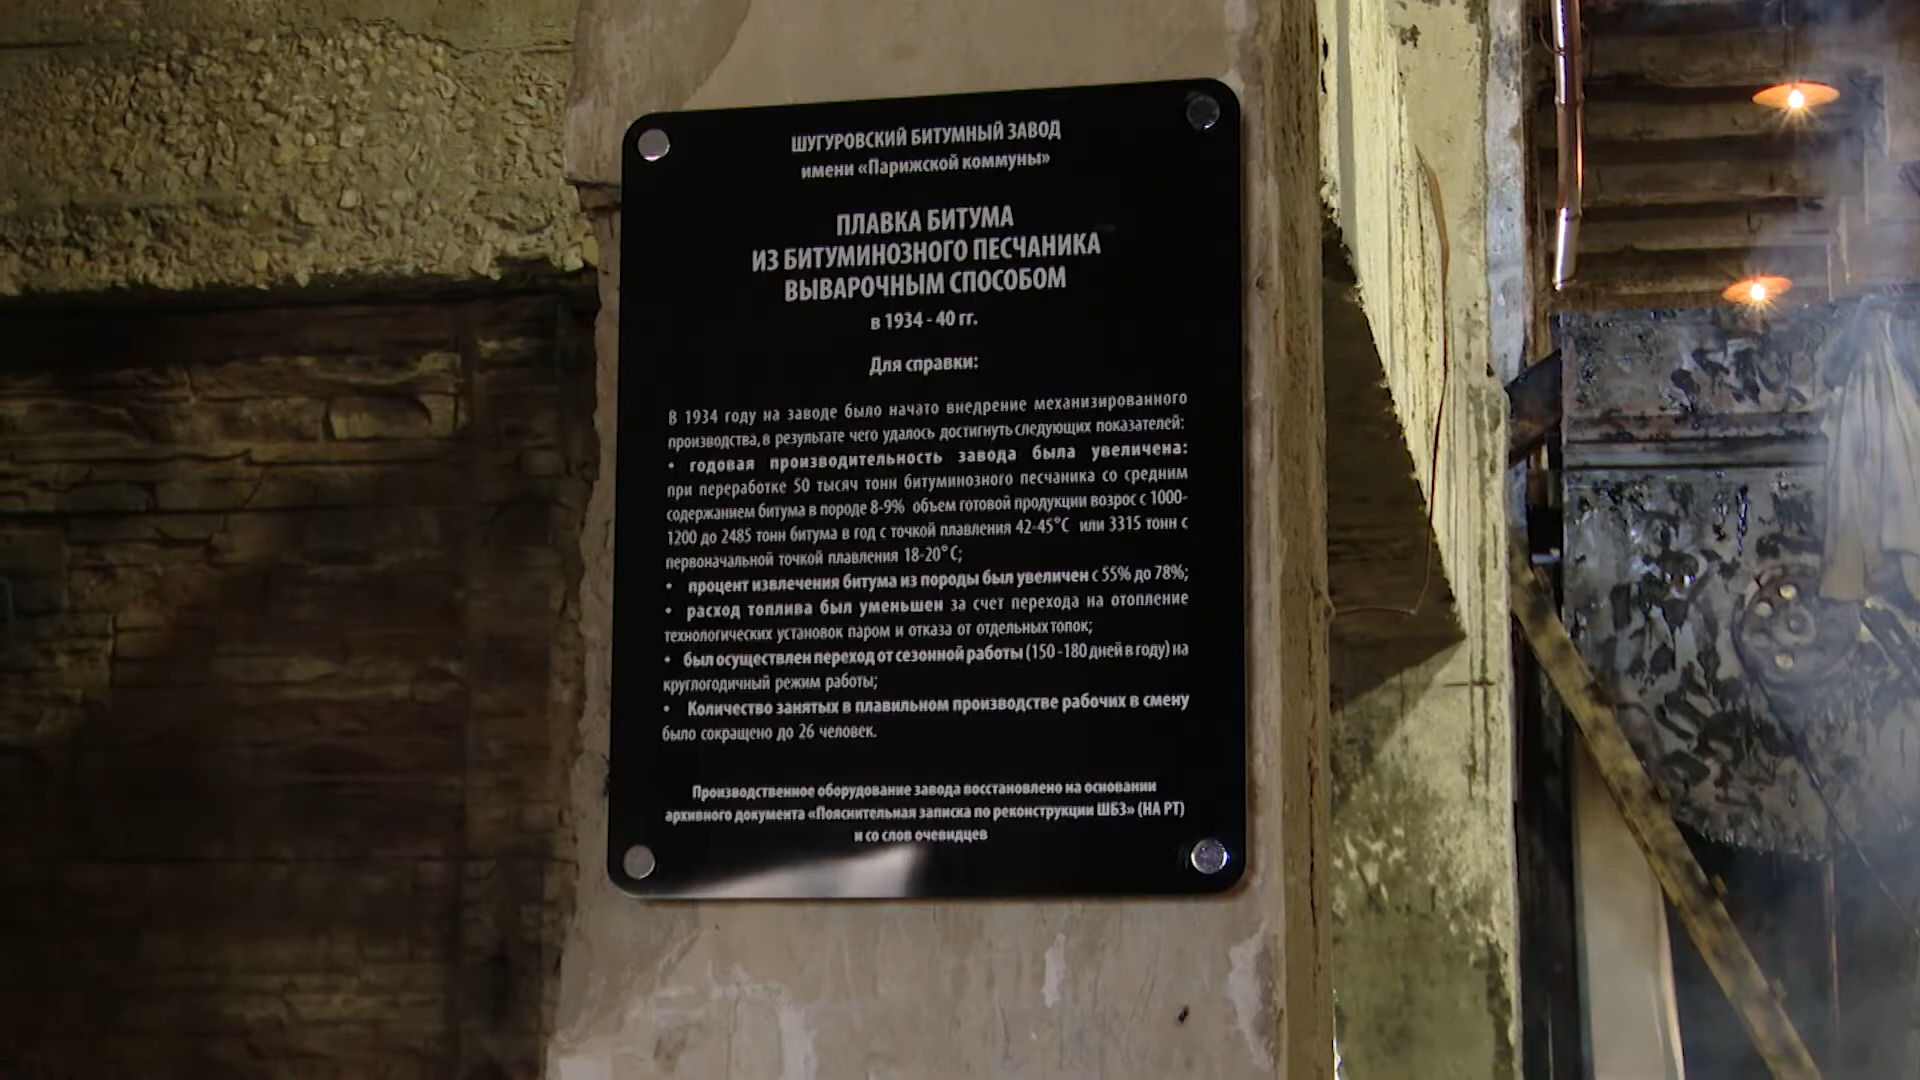 ШУГУРОВСКИЙ БИТУМНЫЙ ЗАВОД
имени «Парижской коммуны»
ПЛАВКА БИТУМА
ИЗ БИТУМИНОЗНОГО ПЕСЧАНИКА
ВЫВАРОЧНЫМ СПОСОБОМ
в 1934 - 40 гг.
Для справки:
В 1934 году на заводе было начато внедрение механизированного
производства, в результате чего удалось достигнуть следующих показателей:
• годовая производительность завода была увеличена:
при переработке 50 тысяч тонн битуминозного песчаника со средним
содержанием битума в породе 8-9% объем готовой продукции возрос с 1000-
1200 до 2485 тонн битума в год с точкой плавления 42-45°С или 3315 тонн с
первоначальной точкой плавления 18-20°С;
• процент извлечения битума из породы был увеличен с 55% до 78%;
• расход топлива был уменьшен за счет перехода на отопление
технологических установок паром и отказа от отдельных топок;
• был осуществлен переход от сезонной работы (150 -180 дней в году) на
круглогодичный режим работы;
• Количество занятых в плавильном производстве рабочих в смену
было сокращено до 26 человек.
Производственное оборудование завода восстановлено на основании
архивного документа «Пояснительная записка по реконструкции ШБЗ» (НА РТ)
и со слов очевидцев